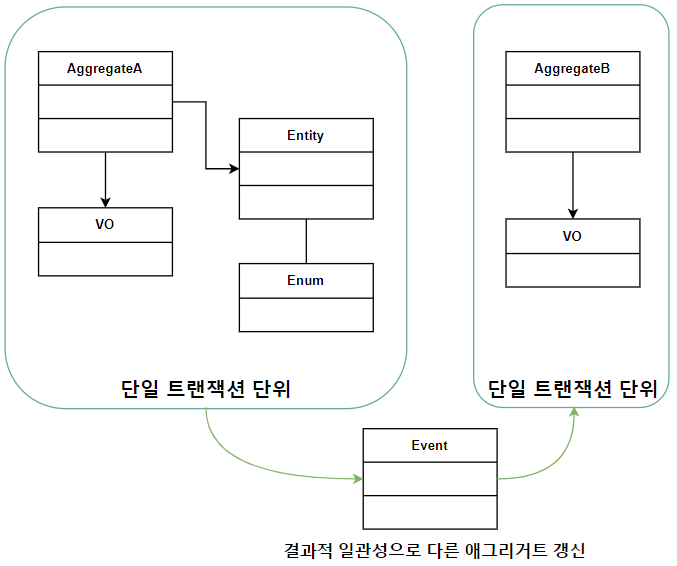 AggregateA
VO
Entity
Enum
단일 트랜잭션 단위
AggregateB
VO
단일 트랜잭션 단위
Event
결과적 일관성으로 다른 애그리거트 갱신